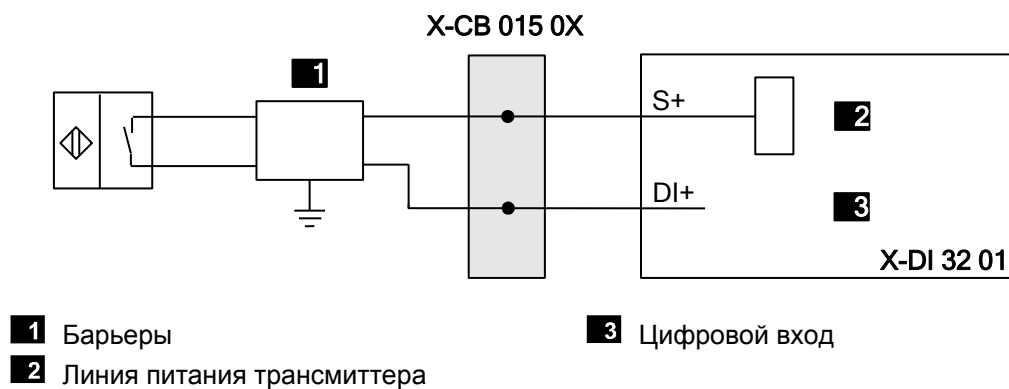 X-CB 015 0X
1
S+
2
DI+
3
X-DI 32 01
1 Барьеры
2 Линия питания трансмиттера
3 Цифровой вход